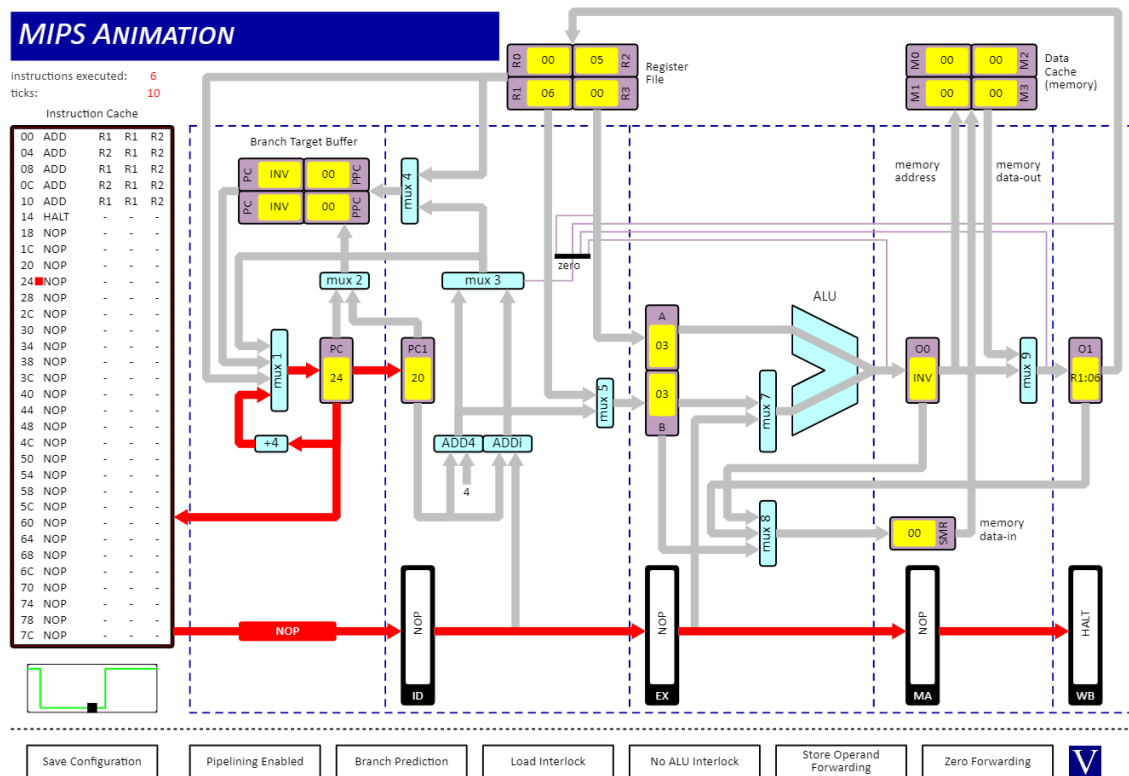 MIPS ANIMATION
instructions executed: 6
ticks: 10
Instruction Cache
00 ADD R1 R1 R2
04 ADD R2 R1 R2
08 ADD R1 R1 R2
0C ADD R2 R1 R2
10 ADD R1 R1 R2
14 HALT - - -
18 NOP - - -
1C NOP - - -
20 NOP - - -
24 NOP - - -
28 NOP - - -
2C NOP - - -
30 NOP - - -
34 NOP - - -
38 NOP - - -
3C NOP - - -
40 NOP - - -
44 NOP - - -
48 NOP - - -
4C NOP - - -
50 NOP - - -
54 NOP - - -
58 NOP - - -
5C NOP - - -
60 NOP - - -
64 NOP - - -
68 NOP - - -
6C NOP - - -
70 NOP - - -
74 NOP - - -
78 NOP - - -
7C NOP - - -
R0 00 05 R2
R1 06 00 R3
Register
File
M0 00 00 M2
M1 00 00 M3
Data
Cache
(memory)
Branch Target Buffer
PC INV 00 PPC
PC INV 00 PPC
mux 4
memory
address
memory
data-out
zero
mux 2
mux 3
mux 1
PC
24
PC1
20
+4
ADD4
ADDi
4
mux 5
A
03
03
B
mux 7
ALU
O0
INV
mux 9
O1
R1:06
mux 8
00 SMR
memory
data-in
NOP
NOP
ID
NOP
EX
NOP
MA
HALT
WB
Save Configuration
Pipelining Enabled
Branch Prediction
Load Interlock
No ALU Interlock
Store Operand
Forwarding
Zero Forwarding
V